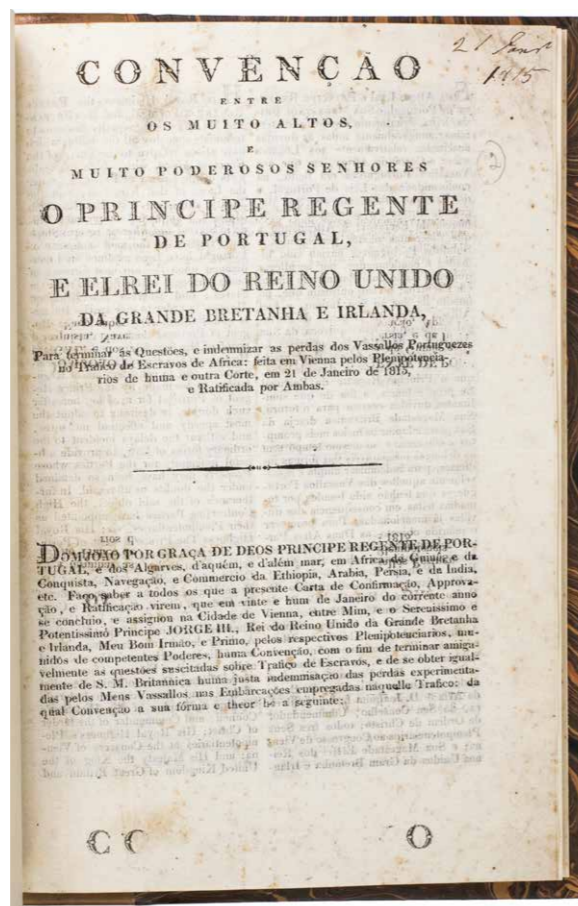 21 Janr
1815
2
CONVENÇÃO
ENTRE
OS MUITO ALTOS,
E
MUITO PODEROSOS SENHORES
O PRINCIPE REGENTE
DE PORTUGAL,
E ELREI DO REINO UNIDO
DA GRANDE BRETANHA E IRLANDA,
Para terminar as Questões, e indemnizar as perdas dos Vassallos Portuguezes
no Trafico de Escravos de Africa: feita em Vienna pelos Plenipotencia-
rios de huma e outra Corte, em 21 de Janeiro de 1815,
e Ratificada por Ambas.
DOM JOAO POR GRAÇA DE DEOS PRINCIPE REGENTE DE POR-
TUGAL, e dos Algarves, d'aquém, e d'além mar, em Africa de Guiné, e da
Conquista, Navegação, e Commercio da Ethiopia, Arabia, Persia, e da India,
etc. Faço saber a todos os que a presente Carta de Confirmação, Approva-
ção, e Ratificação virem, que em vinte e hum de Janeiro do corrente anno
se concluio, e assignou na Cidade de Vienna, entre Mim, e o Serenissimo e
Potentissimo Principe JORGE III., Rei do Reino Unido da Grande Bretanha
e Irlanda, Meu Bom Irmão, e Primo, pelos respectivos Plenipotenciarios, mu-
nidos de competentes Poderes, huma Convenção, com o fim de terminar amiga-
velmente as questões suscitadas sobre Trafico de Escravos, e de se obter igual-
mente de S. M. Britannica huma justa indemnisação das perdas experimenta-
das pelos Meus Vassallos nas Embarcações empregadas naquelle Trafico: da
qual Convenção a sua fórma e theor he a seguinte:
C C O